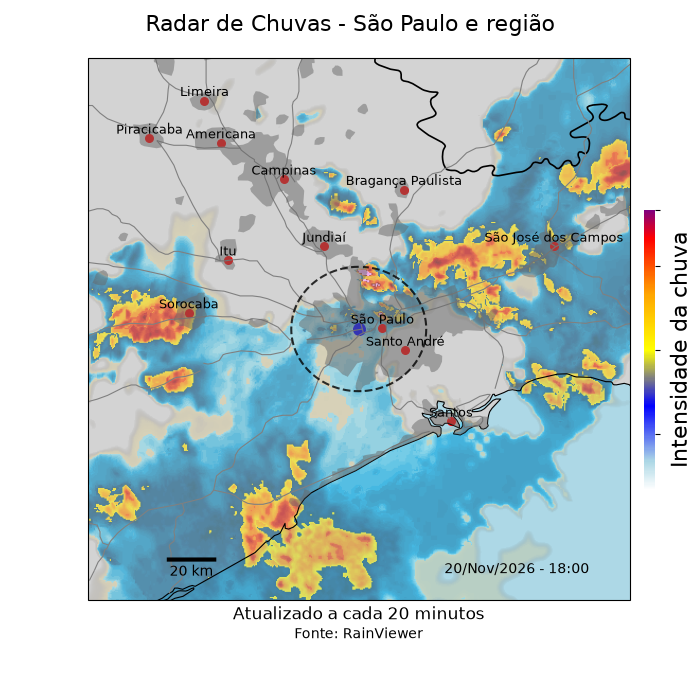 Radar de Chuvas - São Paulo e região
Limeira
Piracicaba
Americana
Campinas
Bragança Paulista
Jundiaí
São José dos Campos
Itu
Sorocaba
São Paulo
Santo André
Santos
Intensidade da chuva
20/Nov/2026 - 18:00
20 km
Atualizado a cada 20 minutos
Fonte: RainViewer